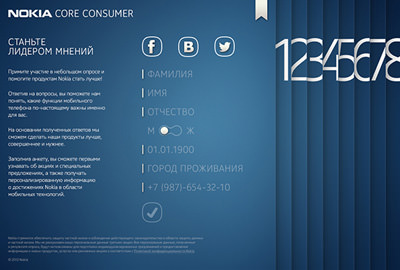 NOKIA CORE CONSUMER
СТАНЬТЕ
ЛИДЕРОМ МНЕНИЙ
Примите участие в небольшом опросе и
помогите продуктам Nokia стать лучше!
Ответив на вопросы, вы поможете нам
понять, какие функции мобильного
телефона по-настоящему важны именно
для вас.
На основании полученных ответов мы
сможем сделать наши продукты лучше,
совершеннее и нужнее.
Заполнив анкету, вы сможете первыми
узнавать об акциях и специальных
предложениях, а также получать
персонализированную информацию
о достижениях Nokia в области
мобильных технологий.
f В
ФАМИЛИЯ
ИМЯ
ОТЧЕСТВО
М Ж
01.01.1900
ГОРОД ПРОЖИВАНИЯ
+7 (987)-654-32-10
12345678